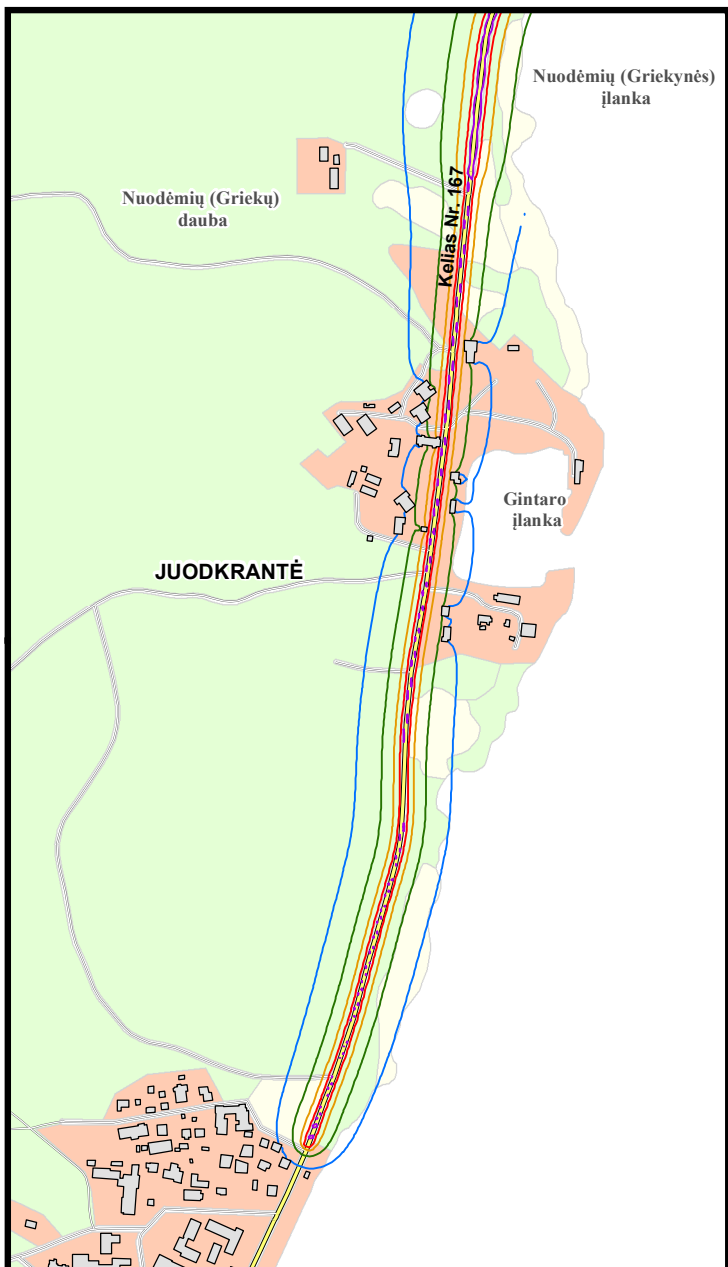 Nuodėmių (Griekynės)
įlanka
Kelias Nr. 167
Nuodėmių (Griekų)
dauba
Gintaro
įlanka
JUODKRANTĖ